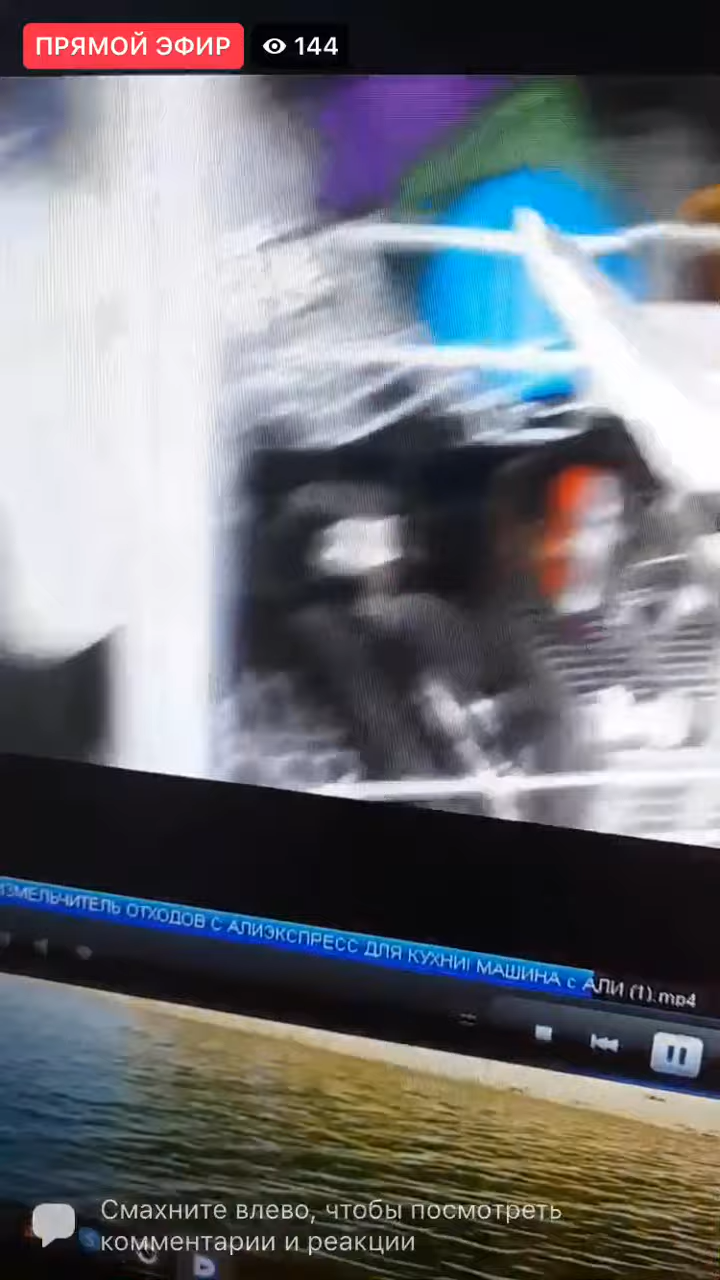 ПРЯМОЙ ЭФИР 144
ИЗМЕЛЬЧИТЕЛЬ ОТХОДОВ С АЛИЭКСПРЕСС ДЛЯ КУХНИ! МАШИНА с АЛИ (1).mp4
Смахните влево, чтобы посмотреть
комментарии и реакции